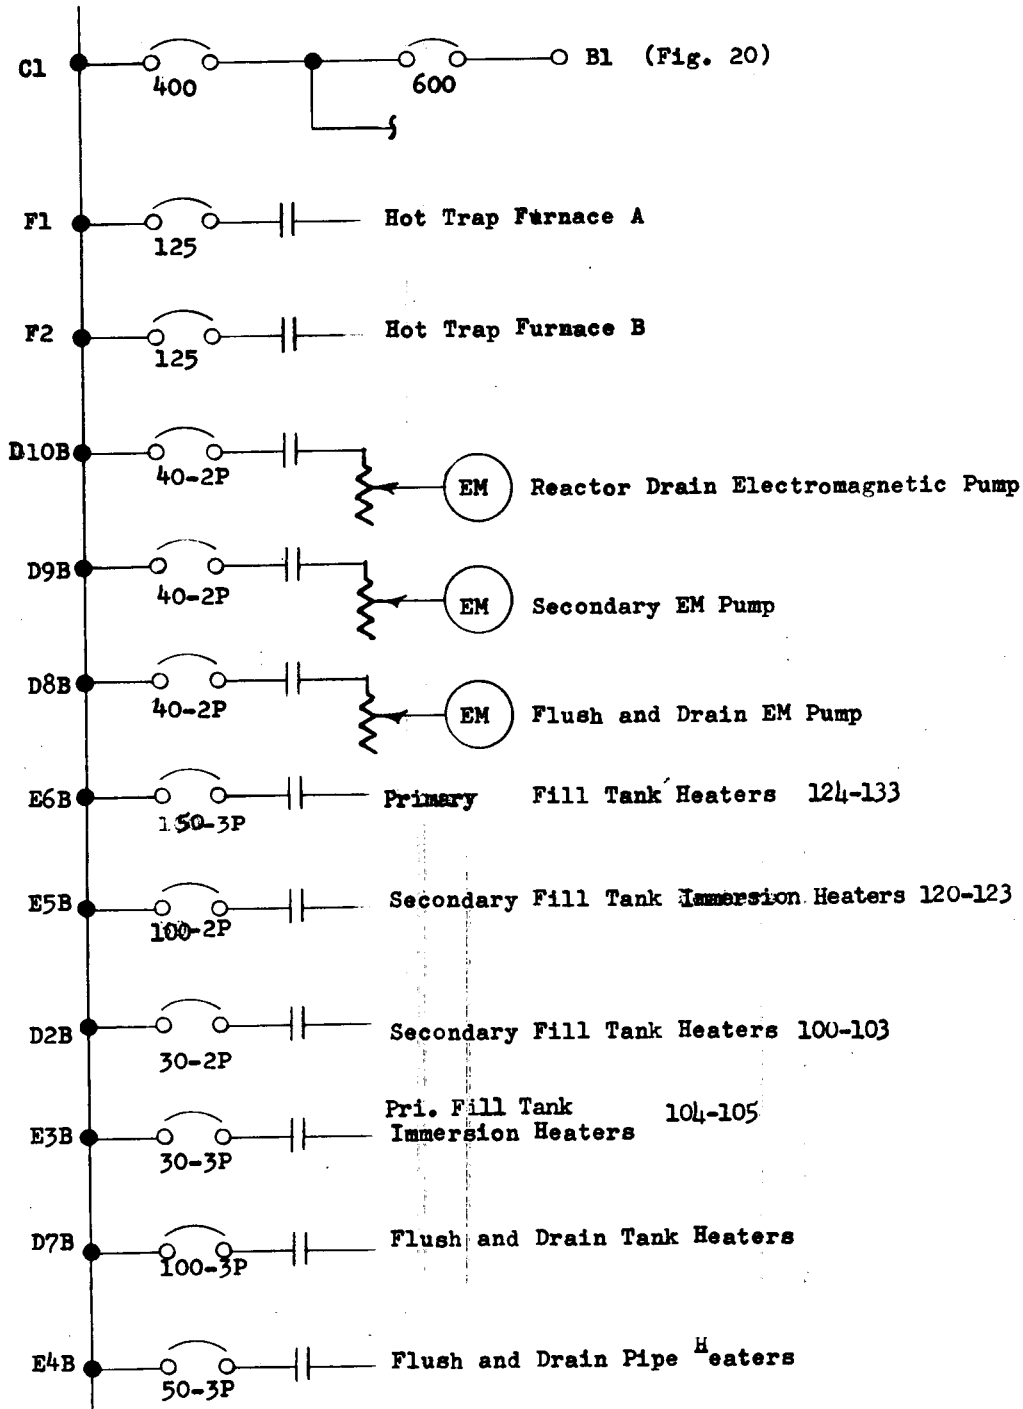 C1 400 600 B1 (Fig. 20)
F1 125 Hot Trap Furnace A
F2 125 Hot Trap Furnace B
D10B 40-2P EM Reactor Drain Electromagnetic Pump
D9B 40-2P EM Secondary EM Pump
D8B 40-2P EM Flush and Drain EM Pump
E6B 150-3P Primary Fill Tank Heaters 124-133
E5B 100-2P Secondary Fill Tank Immersion Heaters 120-123
D2B 30-2P Secondary Fill Tank Heaters 100-103
Pri. Fill Tank 104-105
E3B 30-3P Immersion Heaters
D7B 100-3P Flush and Drain Tank Heaters
E4B 50-3P Flush and Drain Pipe Heaters